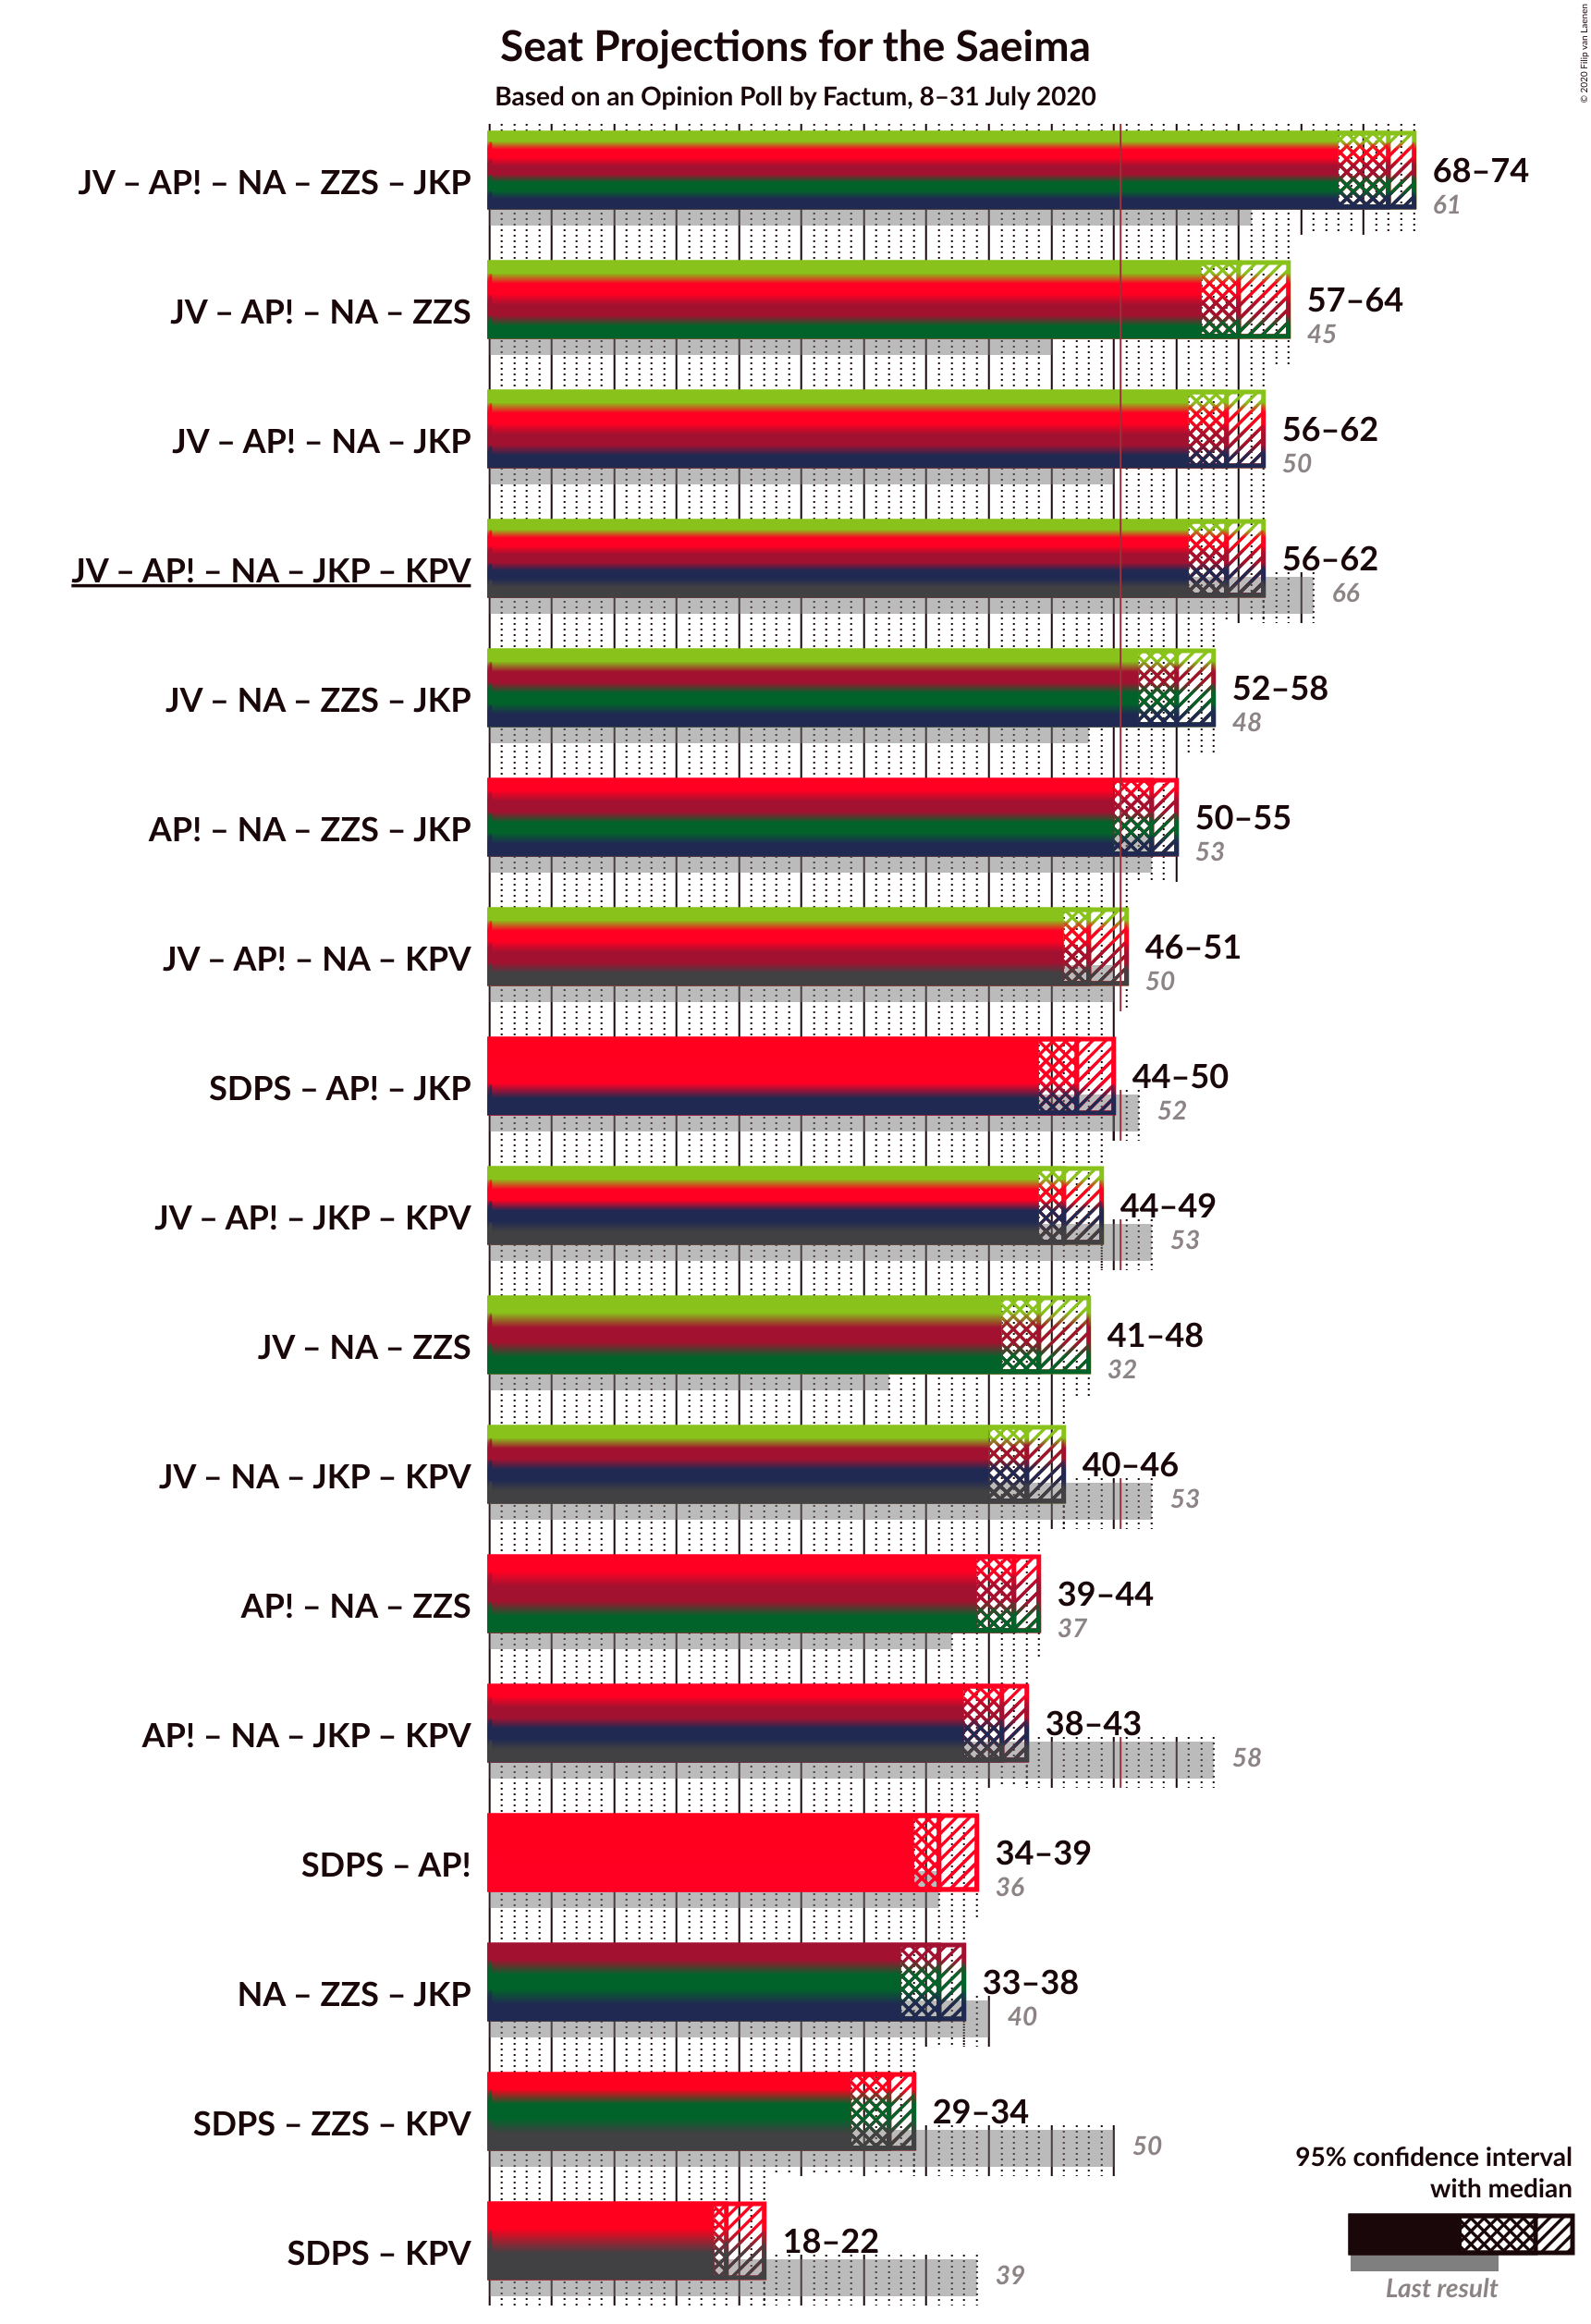 Seat Projections for the Saeima
Based on an Opinion Poll by Factum, 8–31 July 2020
© 2020 Filip van Laenen
JV – AP! – NA – ZZS – JKP
68–74
61
JV – AP! – NA – ZZS
57–64
45
JV – AP! – NA – JKP
56–62
50
JV – AP! – NA – JKP – KPV
56–62
66
JV – NA – ZZS – JKP
52–58
48
AP! – NA – ZZS – JKP
50–55
53
JV – AP! – NA – KPV
46–51
50
SDPS – AP! – JKP
44–50
52
JV – AP! – JKP – KPV
44–49
53
JV – NA – ZZS
41–48
32
JV – NA – JKP – KPV
40–46
53
AP! – NA – ZZS
39–44
37
AP! – NA – JKP – KPV
38–43
58
SDPS – AP!
34–39
36
NA – ZZS – JKP
33–38
40
SDPS – ZZS – KPV
29–34
50
SDPS – KPV
18–22
39
95% confidence interval
with median
Last result